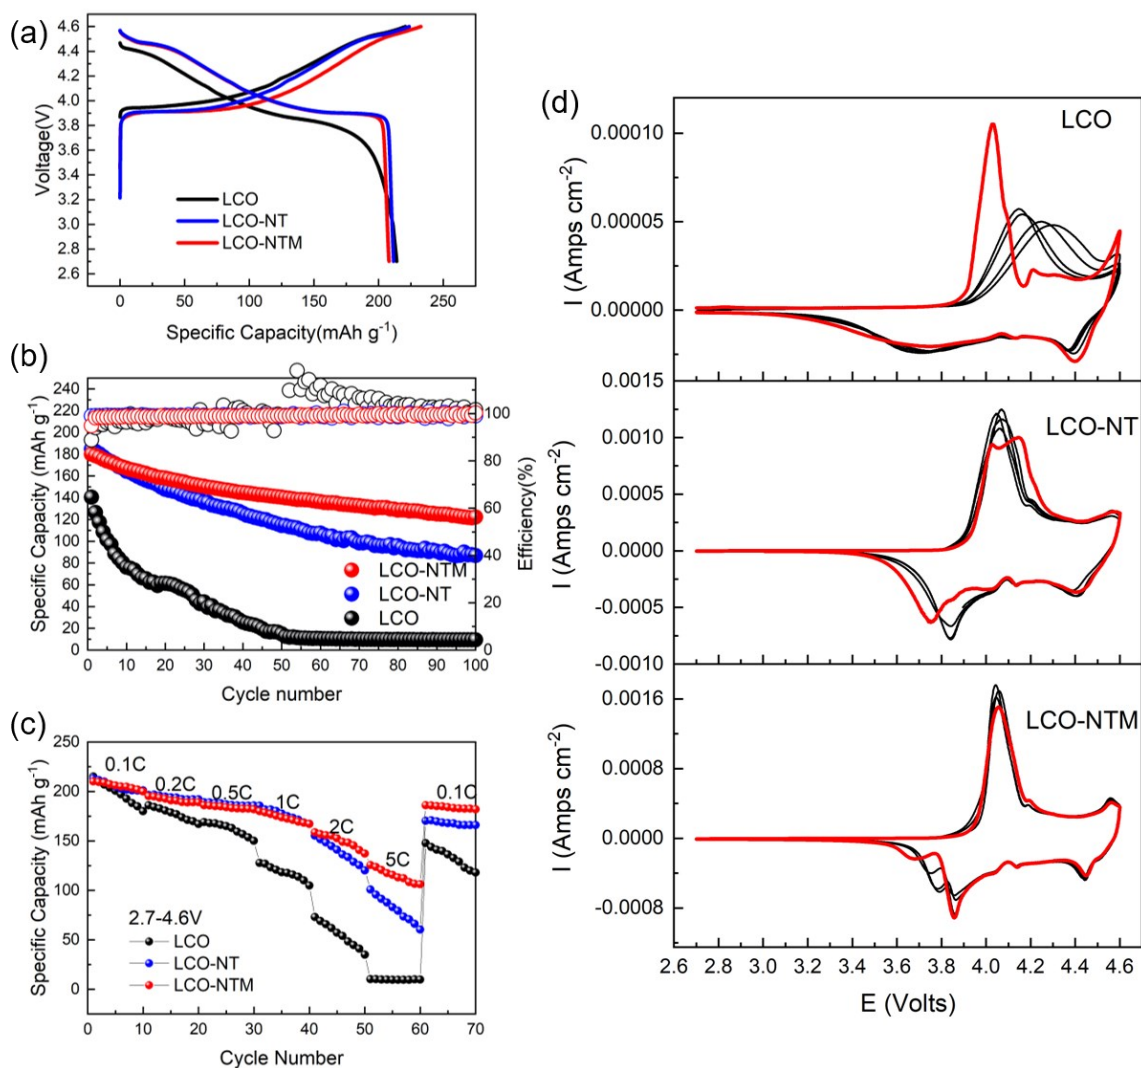 (a)
4.6
4.4
4.2
4.0
3.8
3.6
3.4
3.2
3.0
2.8
2.6
Voltage(V)
LCO
LCO-NT
LCO-NTM
0 50 100 150 200 250
Specific Capacity(mAh g-1)
(b)
240
220
200
180
160
140
120
100
80
60
40
20
0
Specific Capacity (mAh g-1)
100
80
60
40
20
0
Efficiency(%)
LCO-NTM
LCO-NT
LCO
0 10 20 30 40 50 60 70 80 90 100
Cycle number
(c)
250
200
150
100
50
0
Specific Capacity (mAh g-1)
0.1C
0.2C
0.5C
1C
2C
5C
0.1C
2.7-4.6V
LCO
LCO-NT
LCO-NTM
0 10 20 30 40 50 60 70
Cycle Number
(d)
LCO
0.00010
0.00005
0.00000
I (Amps cm-2)
LCO-NT
0.0015
0.0010
0.0005
0.0000
-0.0005
-0.0010
I (Amps cm-2)
LCO-NTM
0.0016
0.0008
0.0000
-0.0008
I (Amps cm-2)
2.6 2.8 3.0 3.2 3.4 3.6 3.8 4.0 4.2 4.4 4.6
E (Volts)